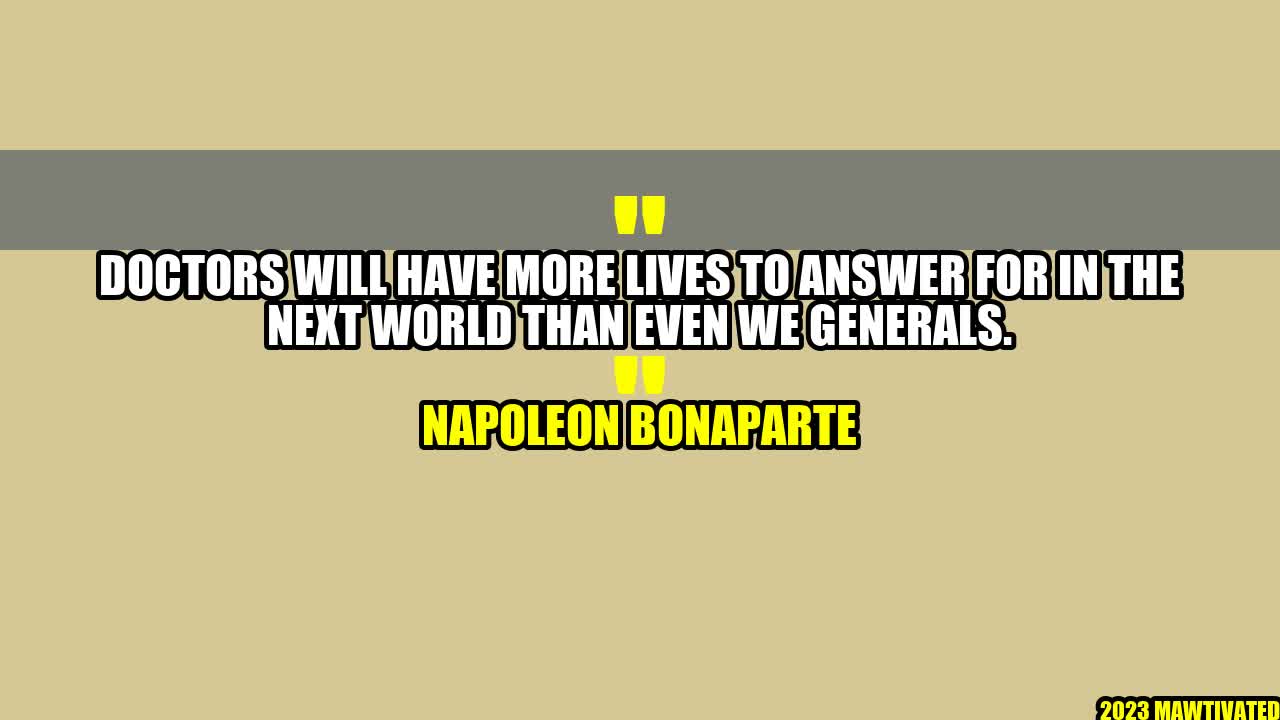 "
DOCTORS WILL HAVE MORE LIVES TO ANSWER FOR IN THE
NEXT WORLD THAN EVEN WE GENERALS.
"
NAPOLEON BONAPARTE
2023 MAWTIVATED